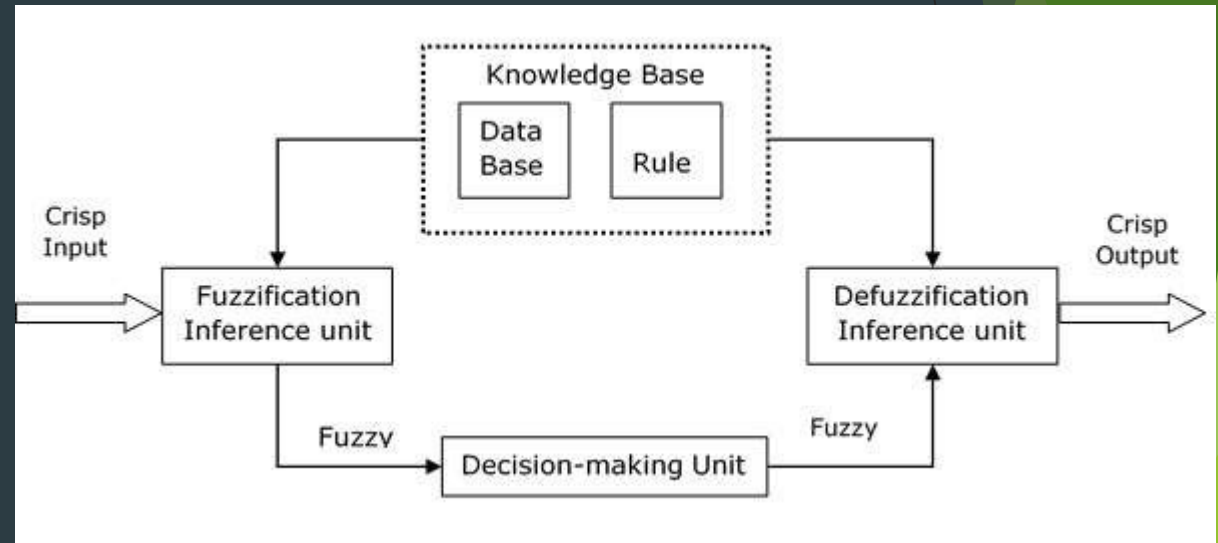 Knowledge Base
Data
Base
Rule
Crisp
Input
Crisp
Output
Fuzzification
Inference unit
Defuzzification
Inference unit
Fuzzy
Fuzzy
Decision-making Unit